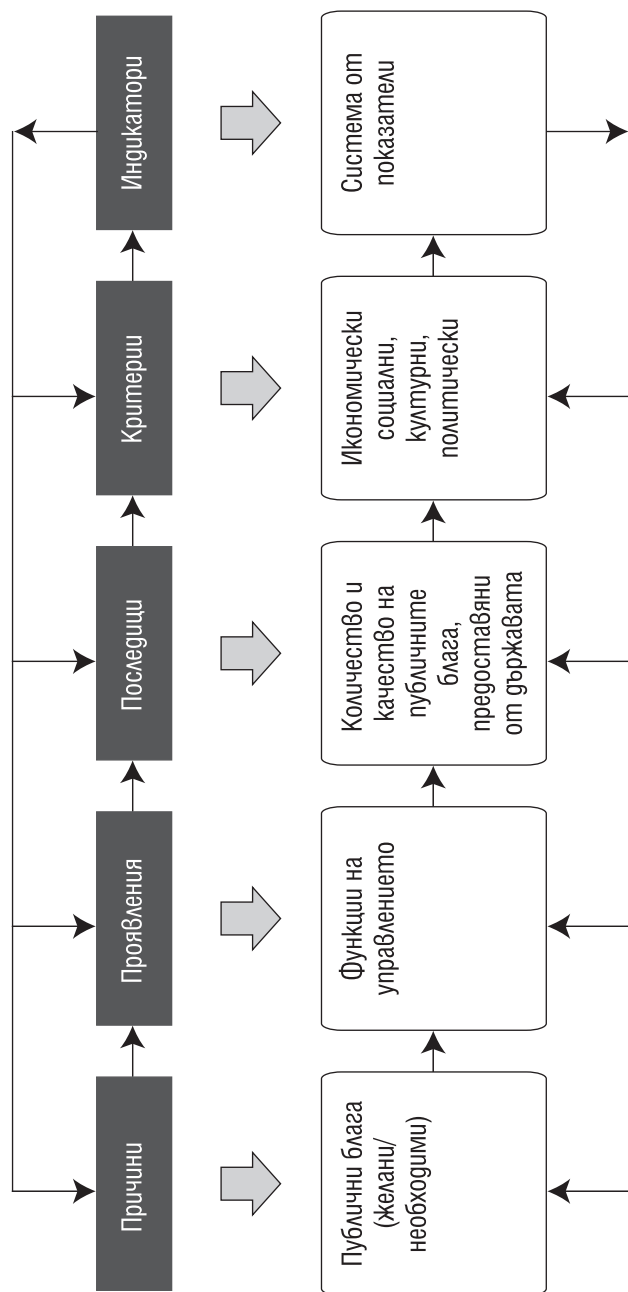 Причини
Проявления
Последици
Критерии
Индикатори
Публични блага
(желани/
необходими)
Функции на
управлението
Количество и
качество на
публичните
блага,
предоставяни
от държавата
Икономически
социални,
културни,
политически
Система от
показатели